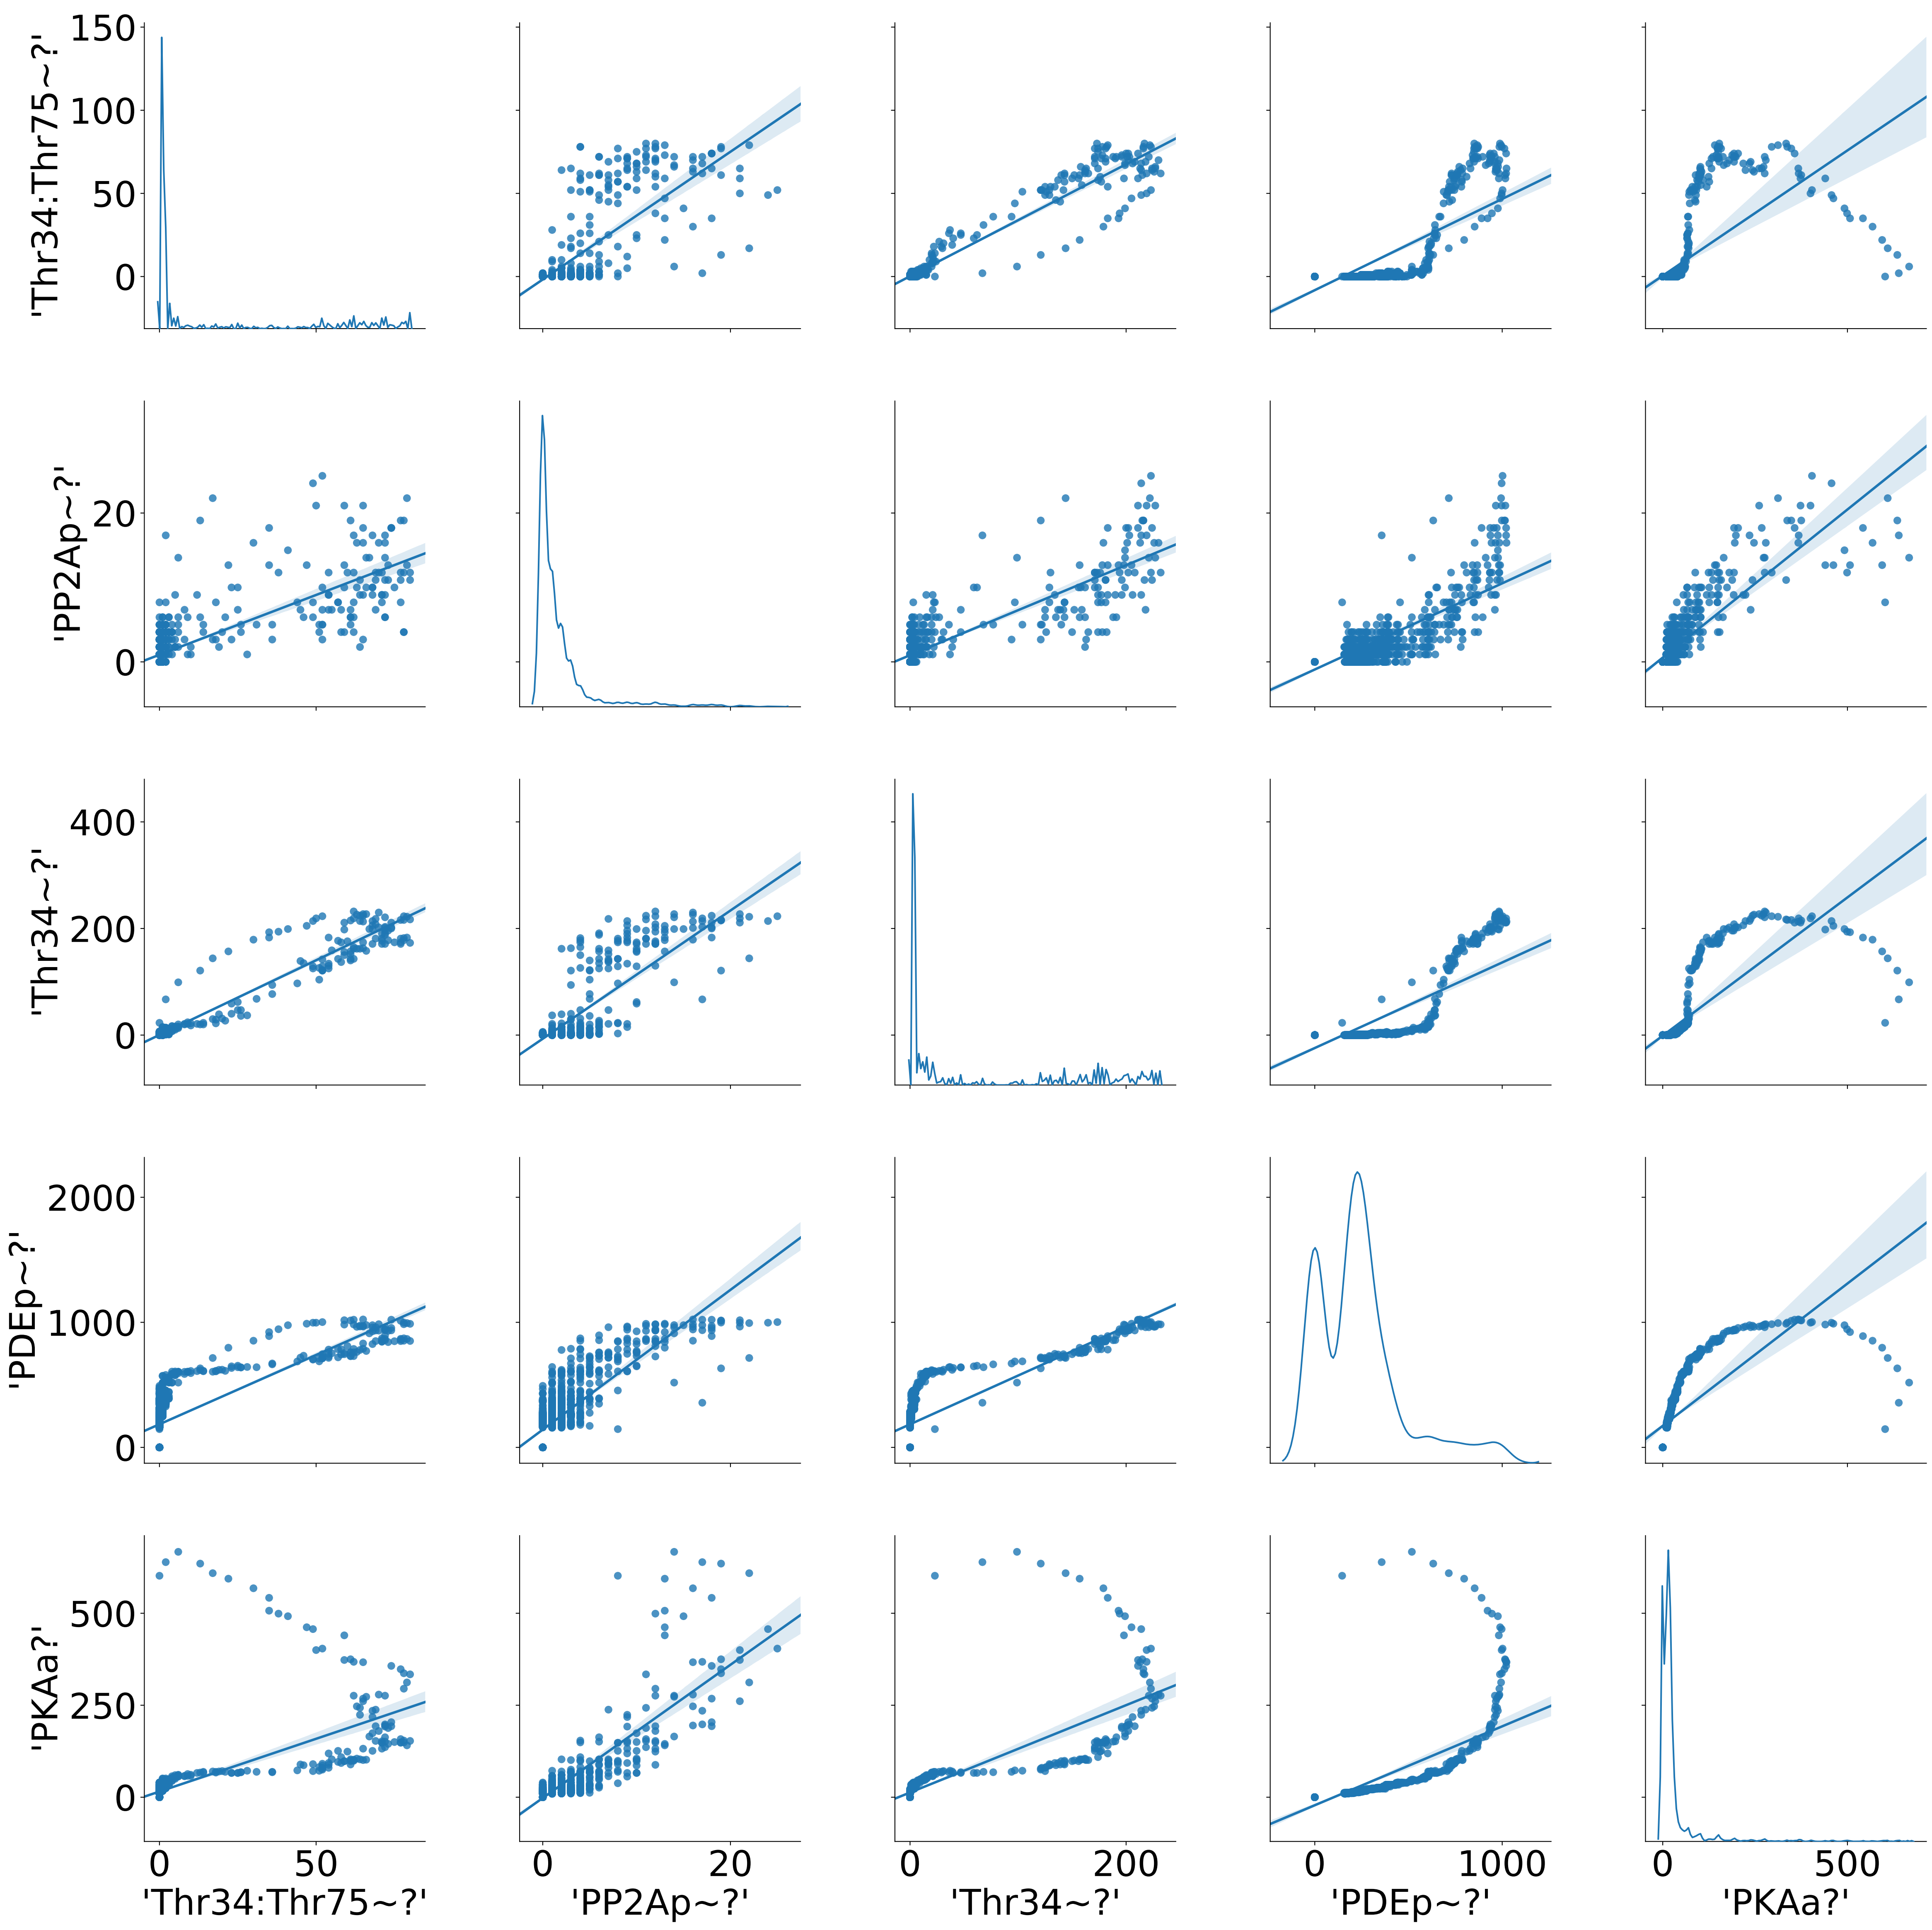 150
100
50
0
'Thr34:Thr75~?'
20
0
'PP2Ap~?'
400
200
0
'Thr34~?'
2000
1000
0
'PDEp~?'
500
250
0
'PKAa?'
0 50 0 20 0 200 0 1000 0 500
'Thr34:Thr75~?' 'PP2Ap~?' 'Thr34~?' 'PDEp~?' 'PKAa?'